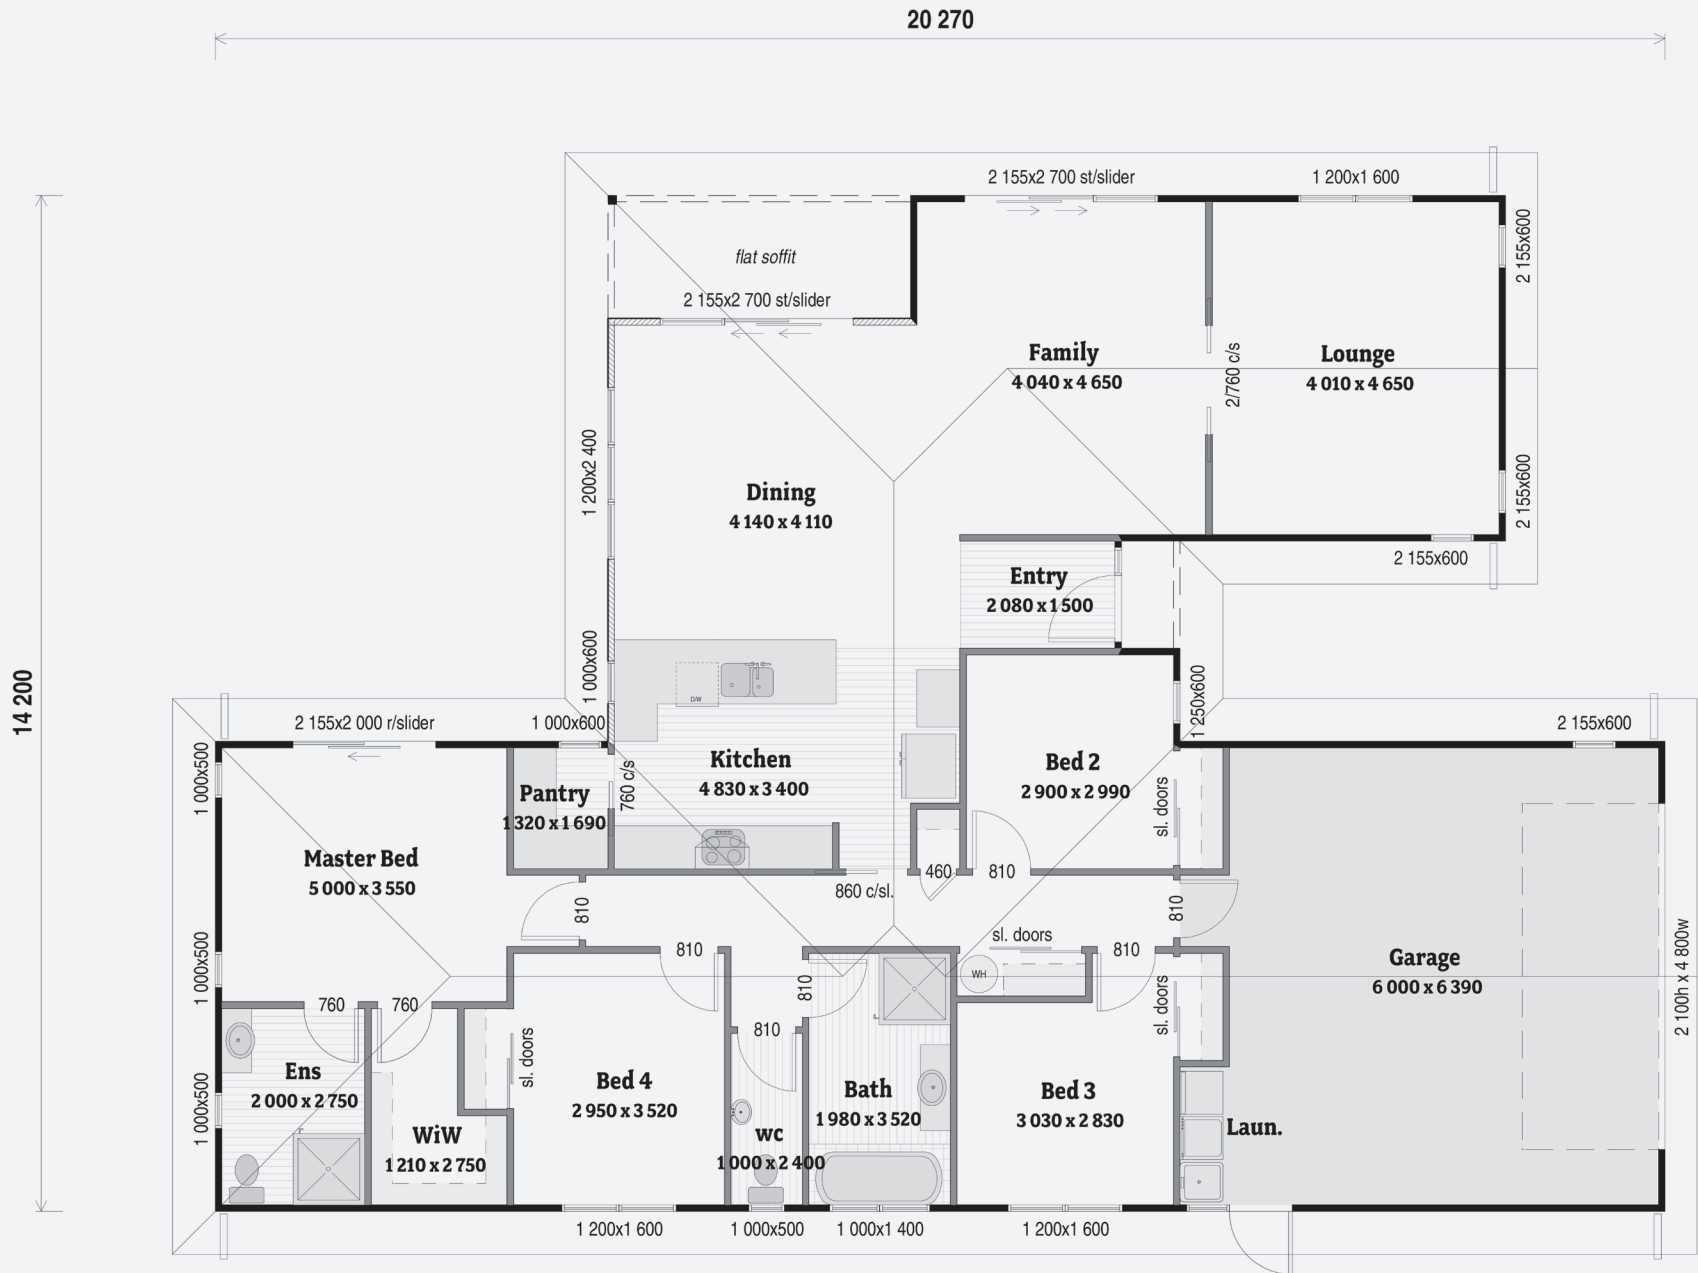 20 270
2 155x2 700 st/slider
1 200x1 600
2 155x600
flat soffit
2 155x2 700 st/slider
Family
4 040 x 4 650
2/760 c/s
Lounge
4 010 x 4 650
1 200x2 400
Dining
4 140 x 4 110
2 155x600
2 155x600
Entry
2 080 x 1 500
14 200
1 000x600
D/W
1 250x600
2 155x2 000 r/slider
1 000x600
2 155x600
1 000x500
Pantry
1 320 x 1 690
760 c/s
Kitchen
4 830 x 3 400
Bed 2
2 900 x 2 990
sl. doors
Master Bed
5 000 x 3 550
860 c/sl.
460
810
810
810
810
sl. doors
810
WH
1 000x500
760
760
810
810
sl. doors
Garage
6 000 x 6 390
2 100h x 4 800w
sl. doors
Ens
2 000 x 2 750
Bed 4
2 950 x 3 520
Bath
1 980 x 3 520
Bed 3
3 030 x 2 830
1 000x500
WiW
1 210 x 2 750
wc
1 000 x 2 400
Laun.
1 200x1 600
1 000x500
1 000x1 400
1 200x1 600